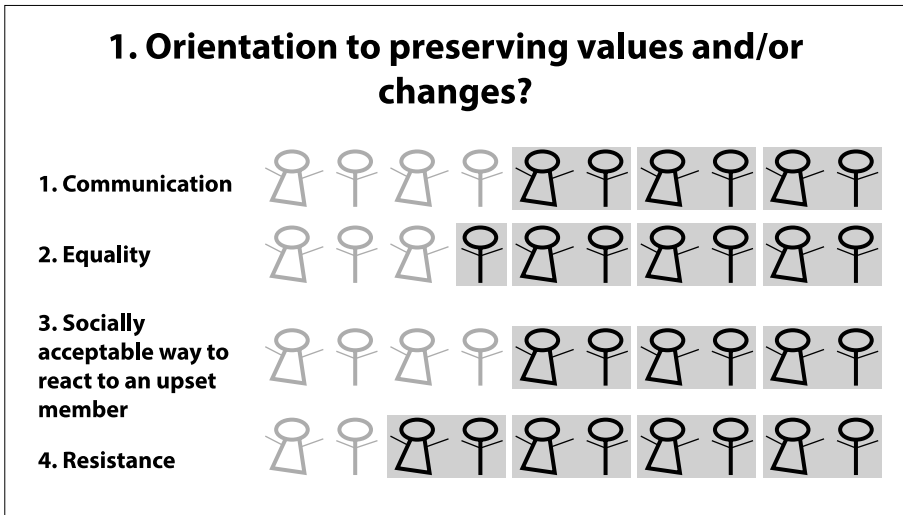 1. Orientation to preserving values and/or
changes?
1. Communication
2. Equality
3. Socially
acceptable way to
react to an upset
member
4. Resistance